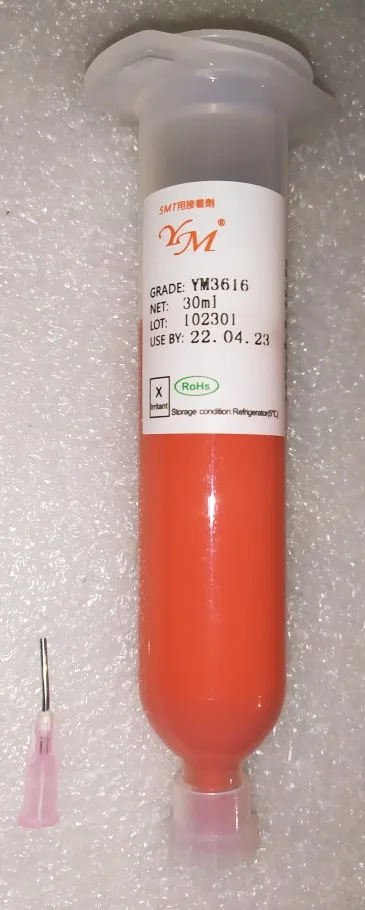 SMT用接着剤
YM®
GRADE: YM3616
NET: 30ml
LOT: 102301
USE BY: 22.04.23
X
Irritant
RoHs
Storage condition:Refrigerator(5℃)